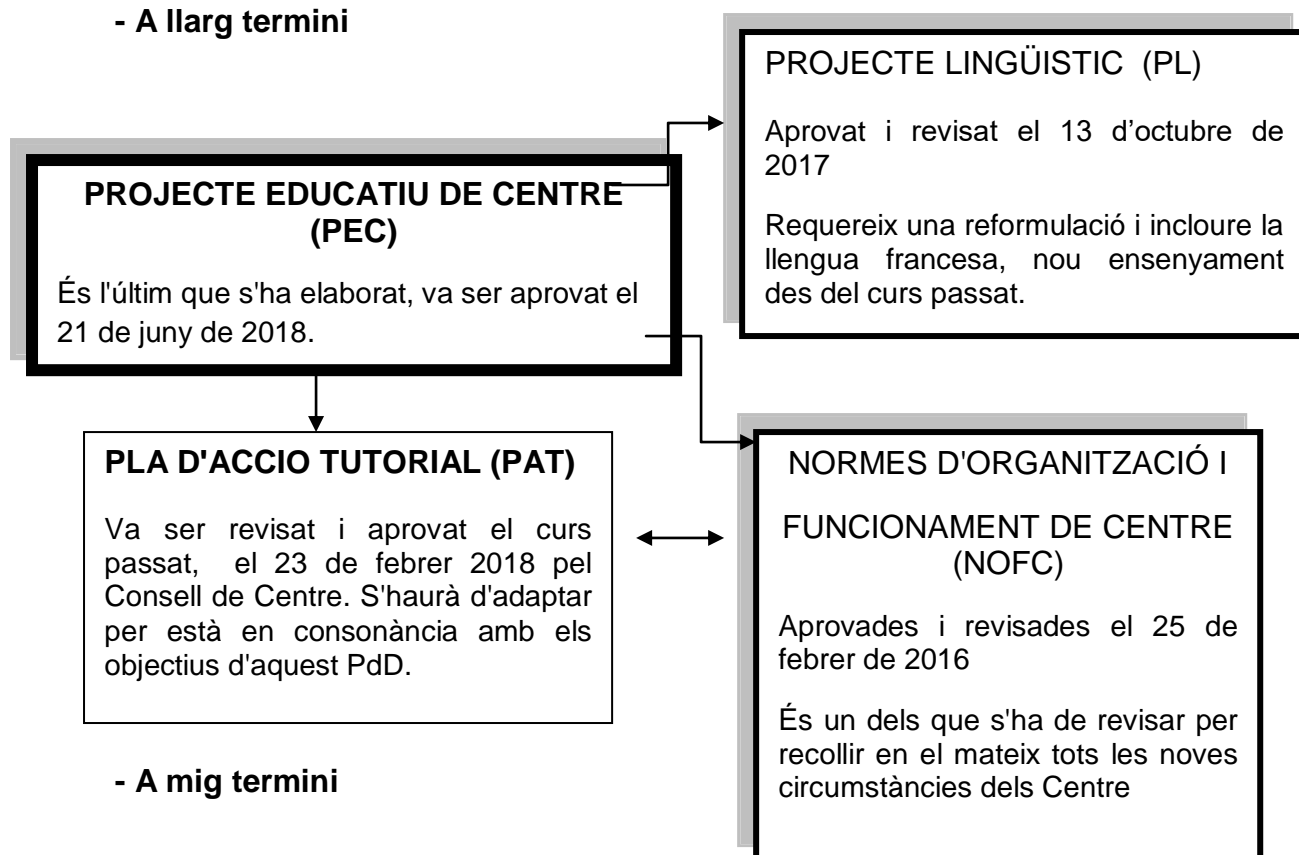 - A llarg termini
PROJECTE LINGÜISTIC (PL)
Aprovat i revisat el 13 d’octubre de
2017
Requereix una reformulació i incloure la
llengua francesa, nou ensenyament
des del curs passat.
PROJECTE EDUCATIU DE CENTRE
(PEC)
És l'últim que s'ha elaborat, va ser aprovat el
21 de juny de 2018.
PLA D'ACCIO TUTORIAL (PAT)
Va ser revisat i aprovat el curs
passat, el 23 de febrer 2018 pel
Consell de Centre. S'haurà d'adaptar
per està en consonància amb els
objectius d'aquest PdD.
NORMES D'ORGANITZACIÓ I
FUNCIONAMENT DE CENTRE
(NOFC)
Aprovades i revisades el 25 de
febrer de 2016
És un dels que s'ha de revisar per
recollir en el mateix tots les noves
circumstàncies dels Centre
- A mig termini